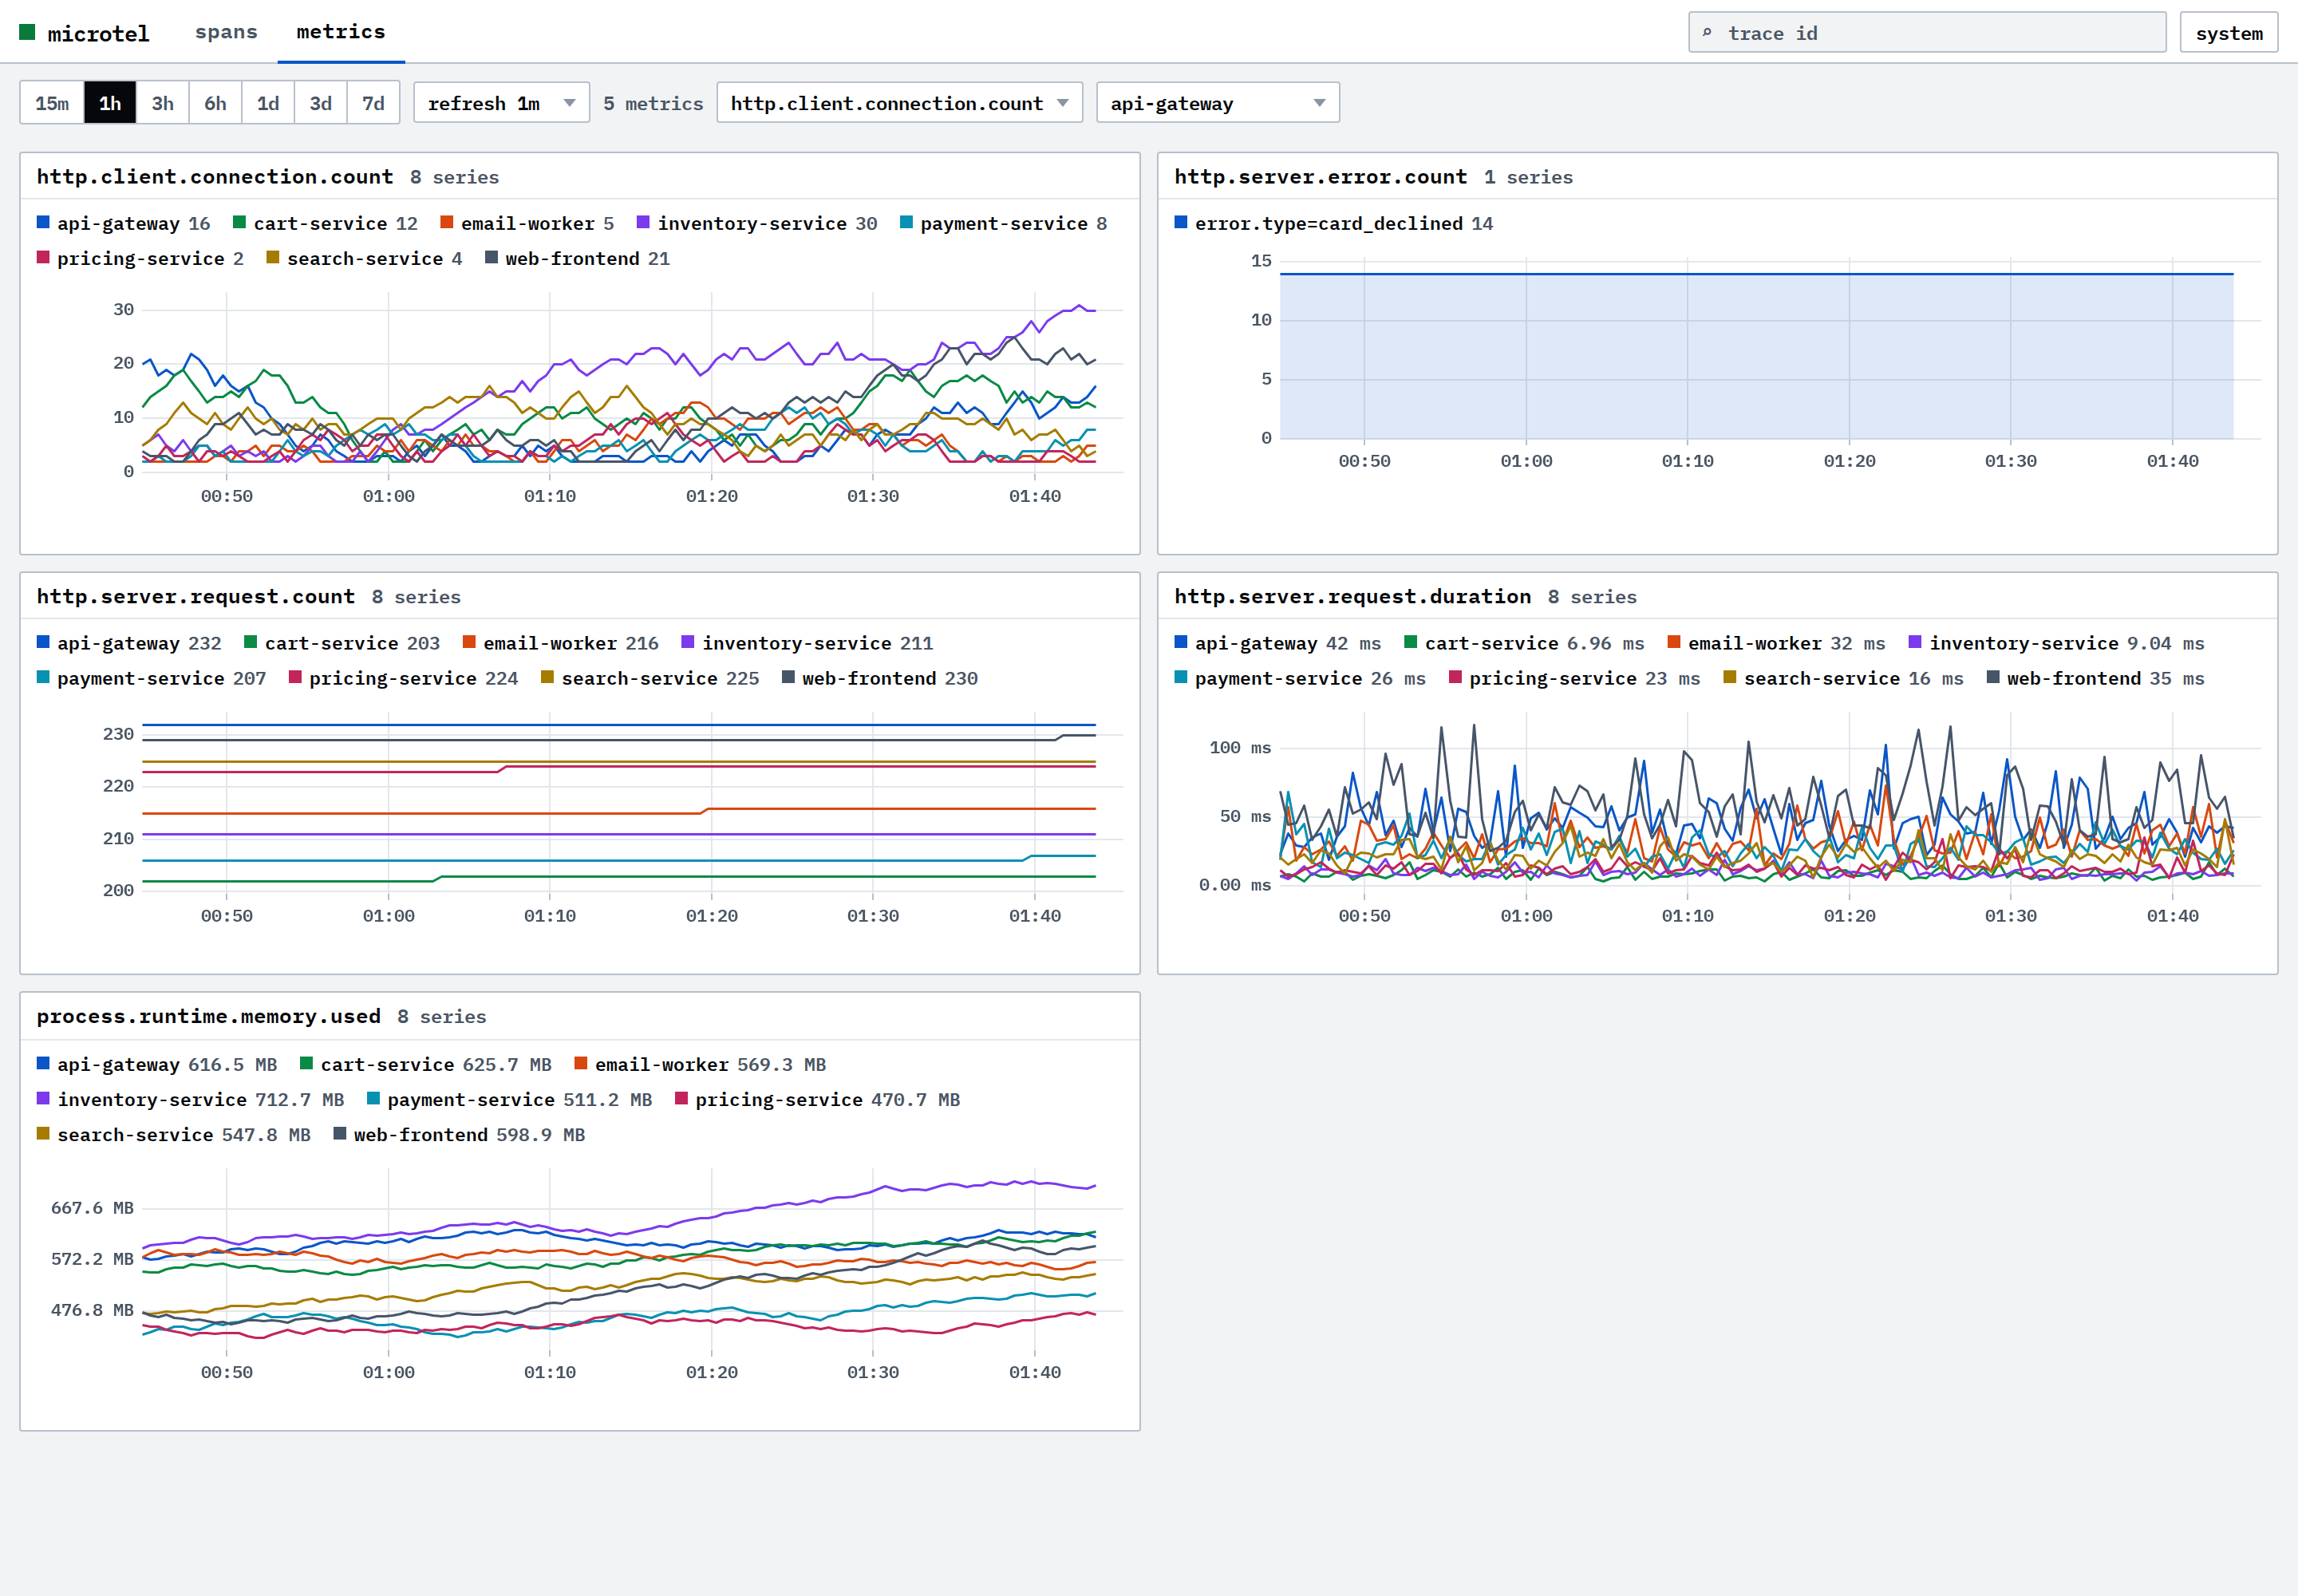 microtel spans metrics trace id system
15m 1h 3h 6h 1d 3d 7d refresh 1m 5 metrics http.client.connection.count api-gateway
http.client.connection.count 8 series
api-gateway 16 cart-service 12 email-worker 5 inventory-service 30 payment-service 8
pricing-service 2 search-service 4 web-frontend 21
30
20
10
0
00:50 01:00 01:10 01:20 01:30 01:40
http.server.error.count 1 series
error.type=card_declined 14
15
10
5
0
00:50 01:00 01:10 01:20 01:30 01:40
http.server.request.count 8 series
api-gateway 232 cart-service 203 email-worker 216 inventory-service 211
payment-service 207 pricing-service 224 search-service 225 web-frontend 230
230
220
210
200
00:50 01:00 01:10 01:20 01:30 01:40
http.server.request.duration 8 series
api-gateway 42 ms cart-service 6.96 ms email-worker 32 ms inventory-service 9.04 ms
payment-service 26 ms pricing-service 23 ms search-service 16 ms web-frontend 35 ms
100 ms
50 ms
0.00 ms
00:50 01:00 01:10 01:20 01:30 01:40
process.runtime.memory.used 8 series
api-gateway 616.5 MB cart-service 625.7 MB email-worker 569.3 MB
inventory-service 712.7 MB payment-service 511.2 MB pricing-service 470.7 MB
search-service 547.8 MB web-frontend 598.9 MB
667.6 MB
572.2 MB
476.8 MB
00:50 01:00 01:10 01:20 01:30 01:40